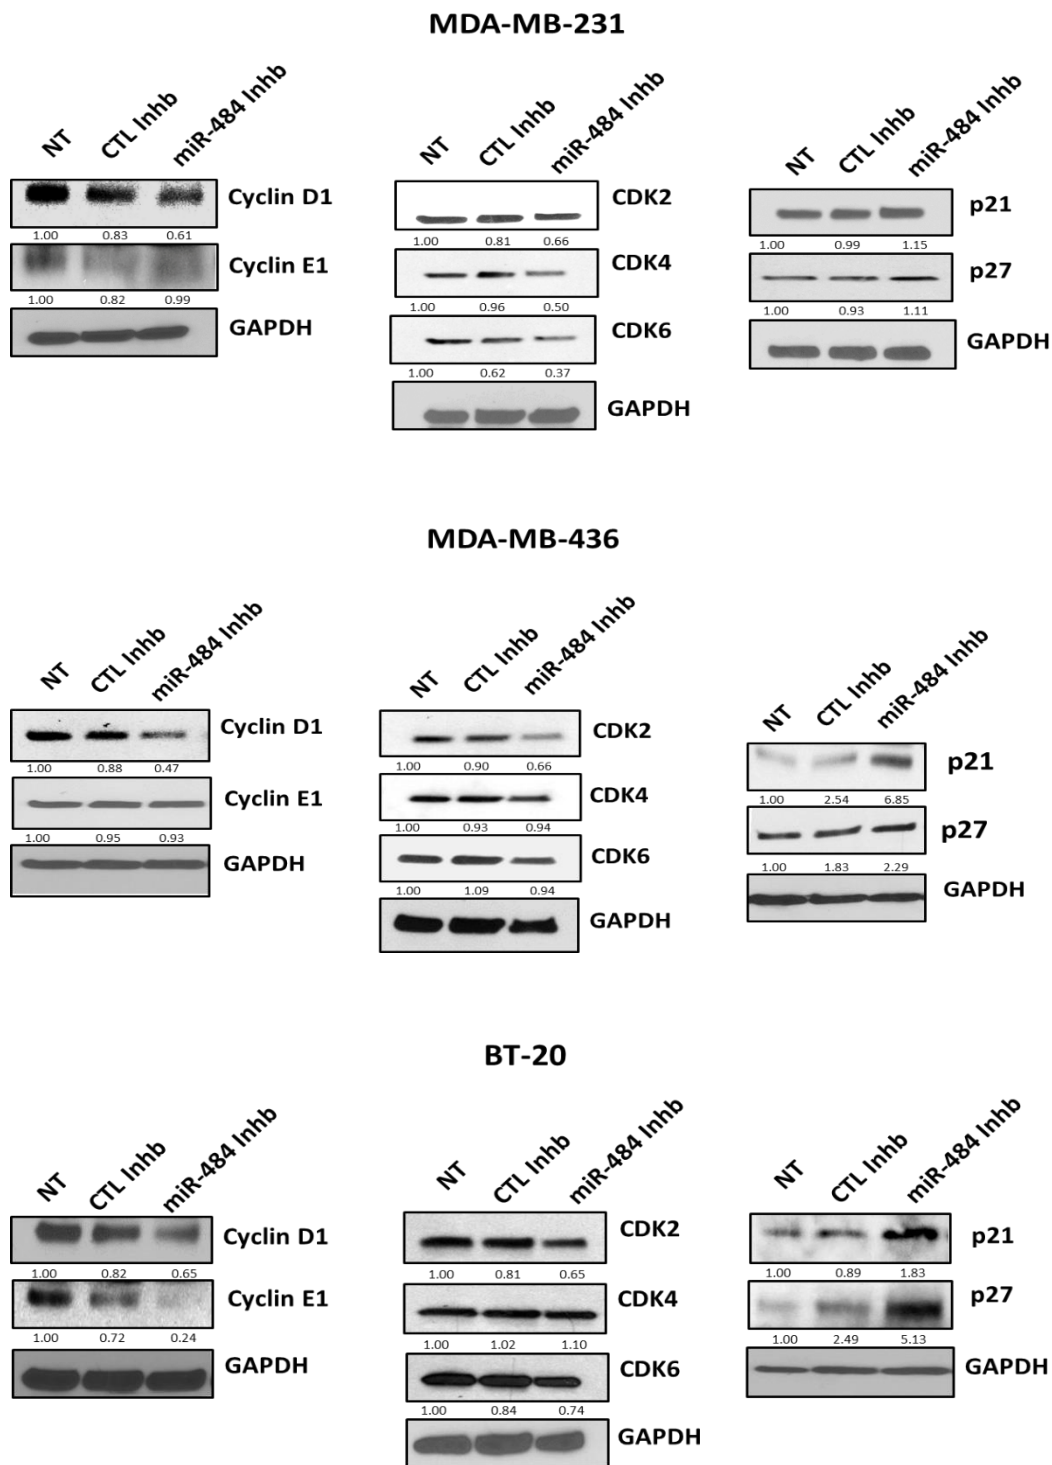 MDA-MB-231
NT CTL Inhb miR-484 Inhb
Cyclin D1
1.00 0.83 0.61
Cyclin E1
1.00 0.82 0.99
GAPDH
NT CTL Inhb miR-484 Inhb
CDK2
1.00 0.81 0.66
CDK4
1.00 0.96 0.50
CDK6
1.00 0.62 0.37
GAPDH
NT CTL Inhb miR-484 Inhb
p21
1.00 0.99 1.15
p27
1.00 0.93 1.11
GAPDH
MDA-MB-436
NT CTL Inhb miR-484 Inhb
Cyclin D1
1.00 0.88 0.47
Cyclin E1
1.00 0.95 0.93
GAPDH
NT CTL Inhb miR-484 Inhb
CDK2
1.00 0.90 0.66
CDK4
1.00 0.93 0.94
CDK6
1.00 1.09 0.94
GAPDH
NT CTL Inhb miR-484 Inhb
p21
1.00 2.54 6.85
p27
1.00 1.83 2.29
GAPDH
BT-20
NT CTL Inhb miR-484 Inhb
Cyclin D1
1.00 0.82 0.65
Cyclin E1
1.00 0.72 0.24
GAPDH
NT CTL Inhb miR-484 Inhb
CDK2
1.00 0.81 0.65
CDK4
1.00 1.02 1.10
CDK6
1.00 0.84 0.74
GAPDH
NT CTL Inhb miR-484 Inhb
p21
1.00 0.89 1.83
p27
1.00 2.49 5.13
GAPDH